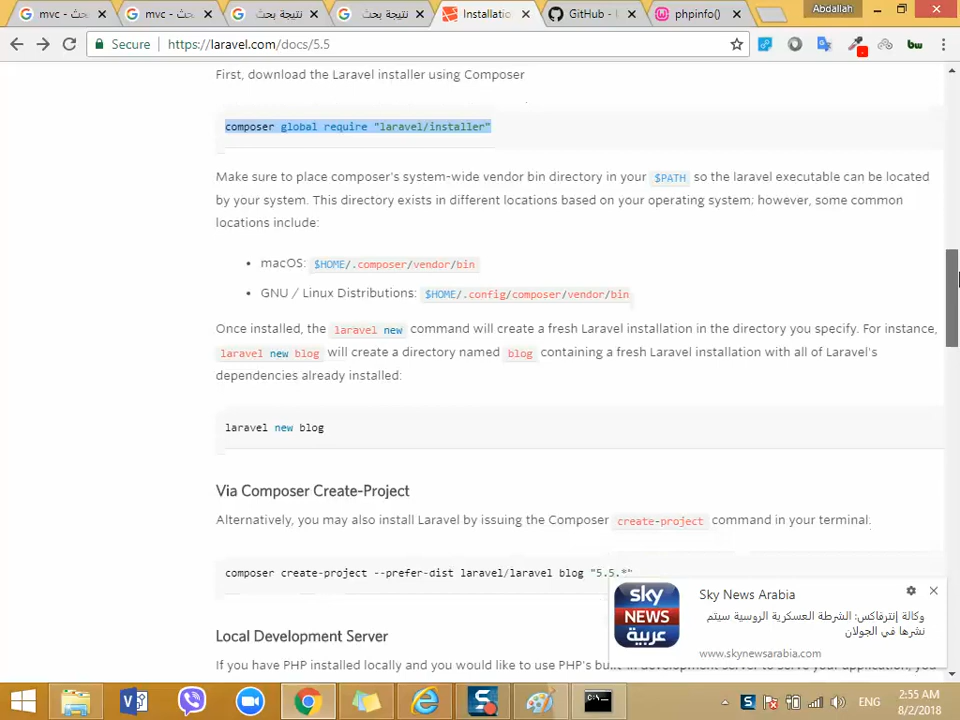 mvc - بحث
mvc - بحث
نتيجة بحث
نتيجة بحث
Installatio
GitHub - l
phpinfo()
Abdallah
Secure
https://laravel.com/docs/5.5
bw
First, download the Laravel installer using Composer
composer global require "laravel/installer"
Make sure to place composer's system-wide vendor bin directory in your $PATH so the laravel executable can be located
by your system. This directory exists in different locations based on your operating system; however, some common
locations include:
• macOS: $HOME/.composer/vendor/bin
• GNU / Linux Distributions: $HOME/.config/composer/vendor/bin
Once installed, the laravel new command will create a fresh Laravel installation in the directory you specify. For instance,
laravel new blog will create a directory named blog containing a fresh Laravel installation with all of Laravel's
dependencies already installed:
laravel new blog
Via Composer Create-Project
Alternatively, you may also install Laravel by issuing the Composer create-project command in your terminal:
composer create-project --prefer-dist laravel/laravel blog "5.5.*"
Local Development Server
If you have PHP installed locally and you would like to use PHP's built-in development server to serve your application, you
sky
NEWS
عربية
Sky News Arabia
وكالة إنترفاكس: الشرطة العسكرية الروسية سيتم
نشرها في الجولان
www.skynewsarabia.com
ENG
2:55 AM
8/2/2018